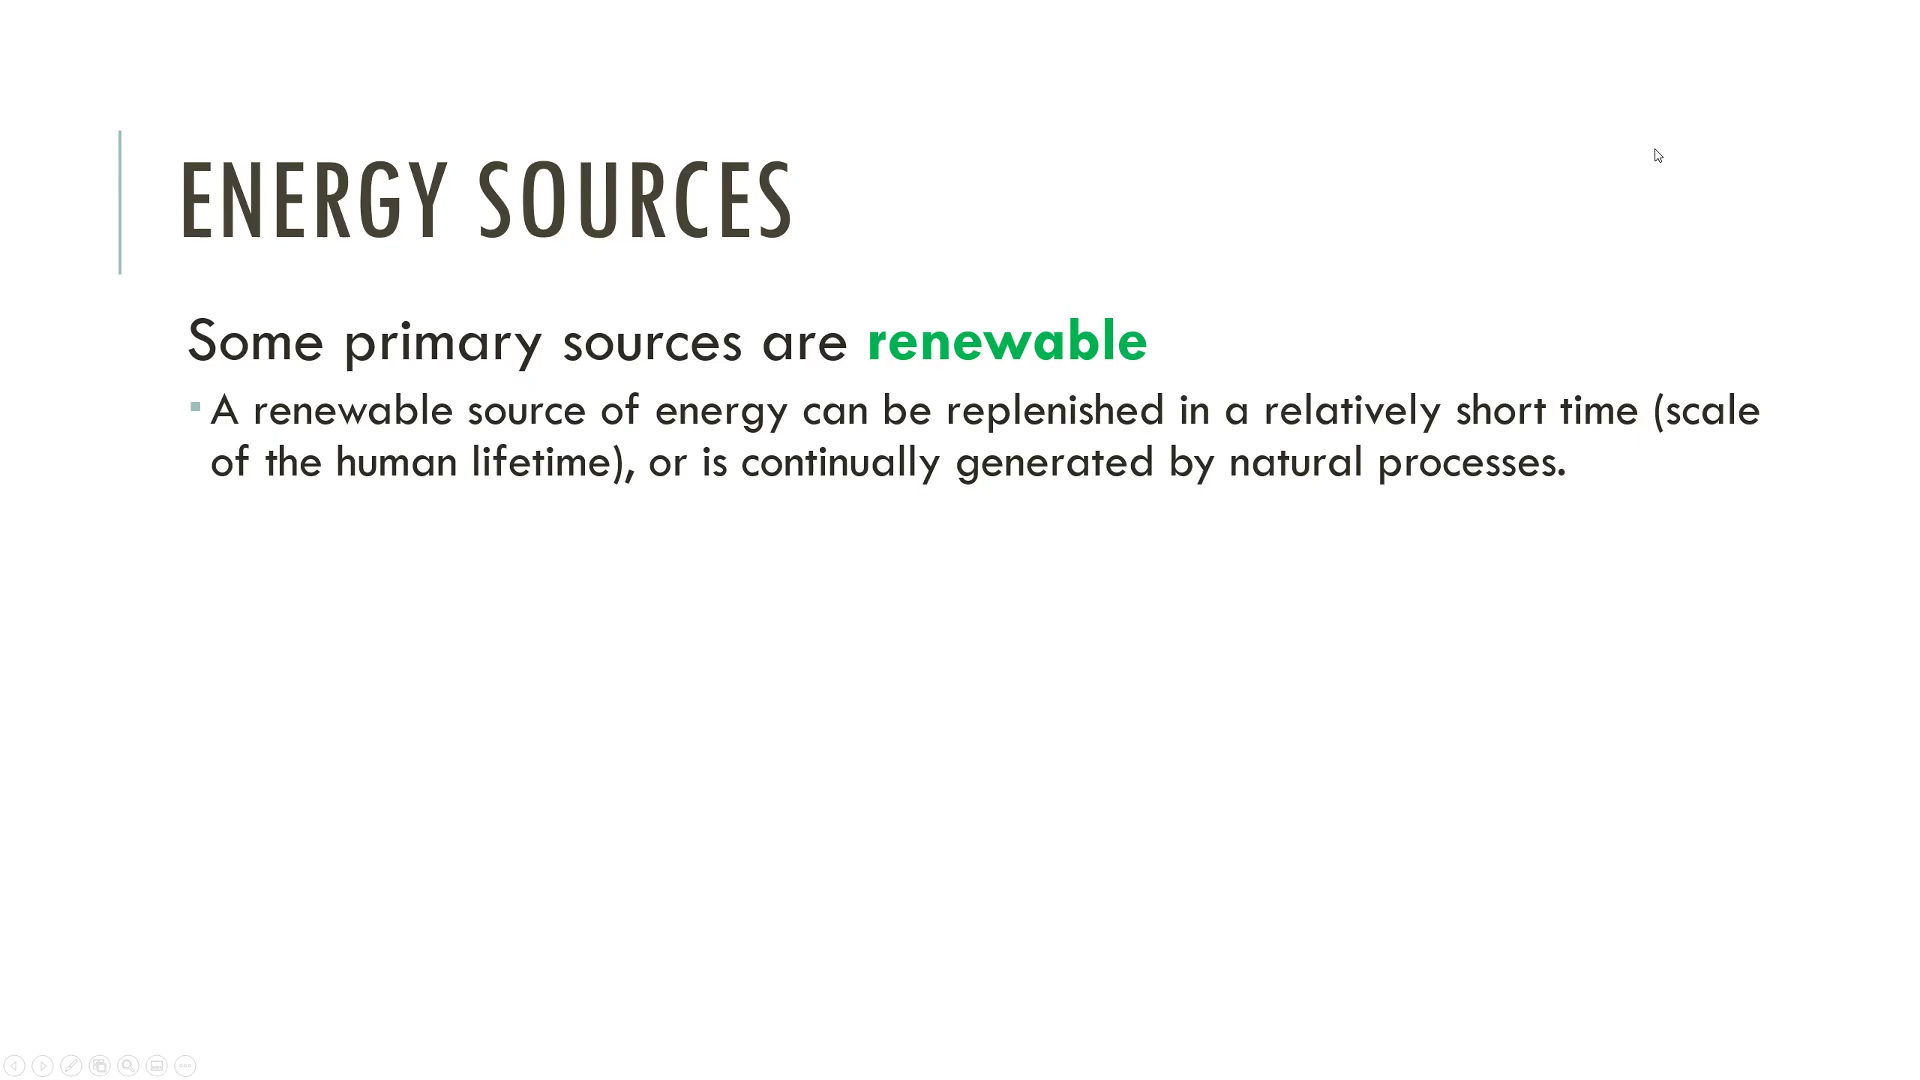 ENERGY SOURCES
Some primary sources are renewable
▪ A renewable source of energy can be replenished in a relatively short time (scale
of the human lifetime), or is continually generated by natural processes.